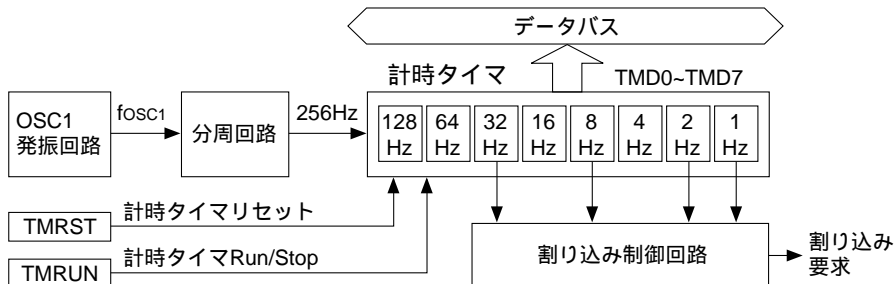 データバス
計時タイマ
TMD0~TMD7
OSC1
発振回路
fOSC1
分周回路
256Hz
128
Hz
64
Hz
32
Hz
16
Hz
8
Hz
4
Hz
2
Hz
1
Hz
TMRST
計時タイマリセット
TMRUN
計時タイマRun/Stop
割り込み制御回路
割り込み
要求